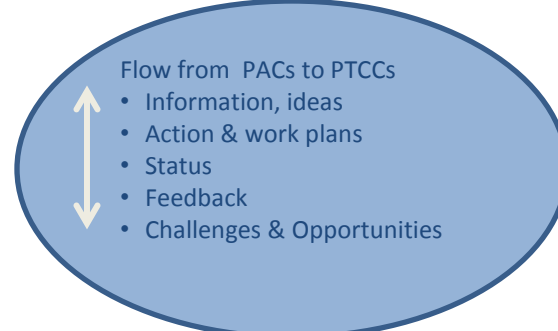 Flow from  PACs to PTCCs
• Information, ideas
• Action & work plans
• Status
• Feedback
• Challenges & Opportunities